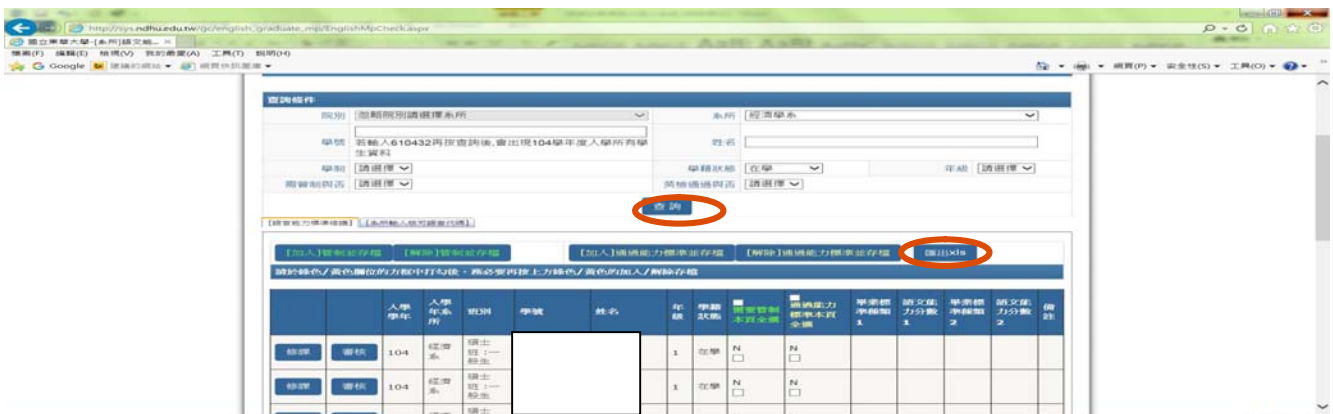 http://sys.ndhu.edu.tw/gc/english_graduate_mp/EnglishMpCheck.aspx
國立東華大學-[系所]語文能...
檔案(F) 編輯(E) 檢視(V) 我的最愛(A) 工具(T) 說明(H)
Google 建議的網站 網頁快訊圖庫 網頁(P) 安全性(S) 工具(O)
查詢條件
院別 忽略院別請選擇系所 系所 經濟學系
學號 若輸入610432再按查詢後,會出現104學年度入學所有學生資料 姓名
學制 請選擇 學籍狀態 在學 年級 請選擇
需管制與否 請選擇 英檢通過與否 請選擇
查詢
[語言能力標準維護] [系所輸入核可語言代碼]
[加入]管制並存檔 [解除]管制並存檔 [加入]通過能力標準並存檔 [解除]通過能力標準並存檔 匯出xls
請於綠色/黃色欄位的方框中打勾後,務必要再按上方綠色/黃色的加入/解除存檔
入學學年 入學年系所 班別 學號 姓名 年級 學籍狀態 需要管制本頁全選 通過能力標準本頁全選 畢業標準種類1 語文能力分數1 畢業標準種類2 語文能力分數2 備註
修課 審核 104 經濟系 碩士班:一般生 1 在學 N N
修課 審核 104 經濟系 碩士班:一般生 1 在學 N N
碩士